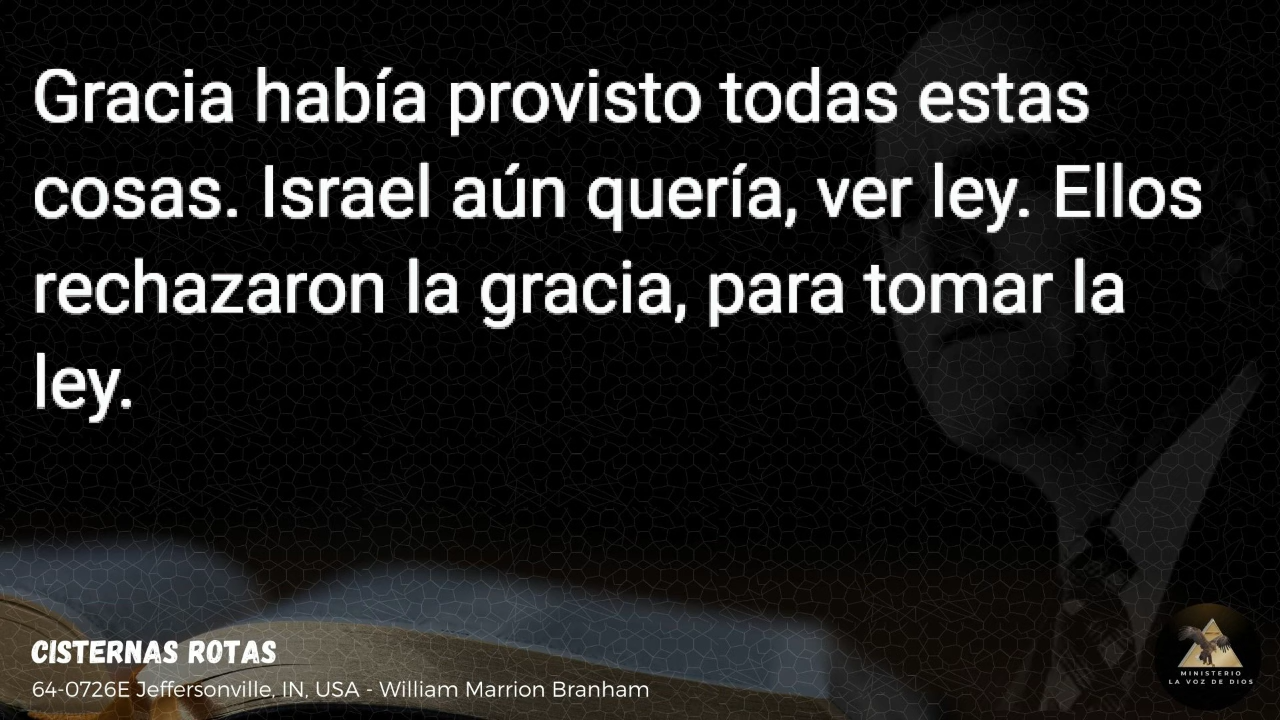 Gracia había provisto todas estas
cosas. Israel aún quería, ver ley. Ellos
rechazaron la gracia, para tomar la
ley.
CISTERNAS ROTAS
64-0726E Jeffersonville, IN, USA - William Marrion Branham
MINISTERIO
LA VOZ DE DIOS